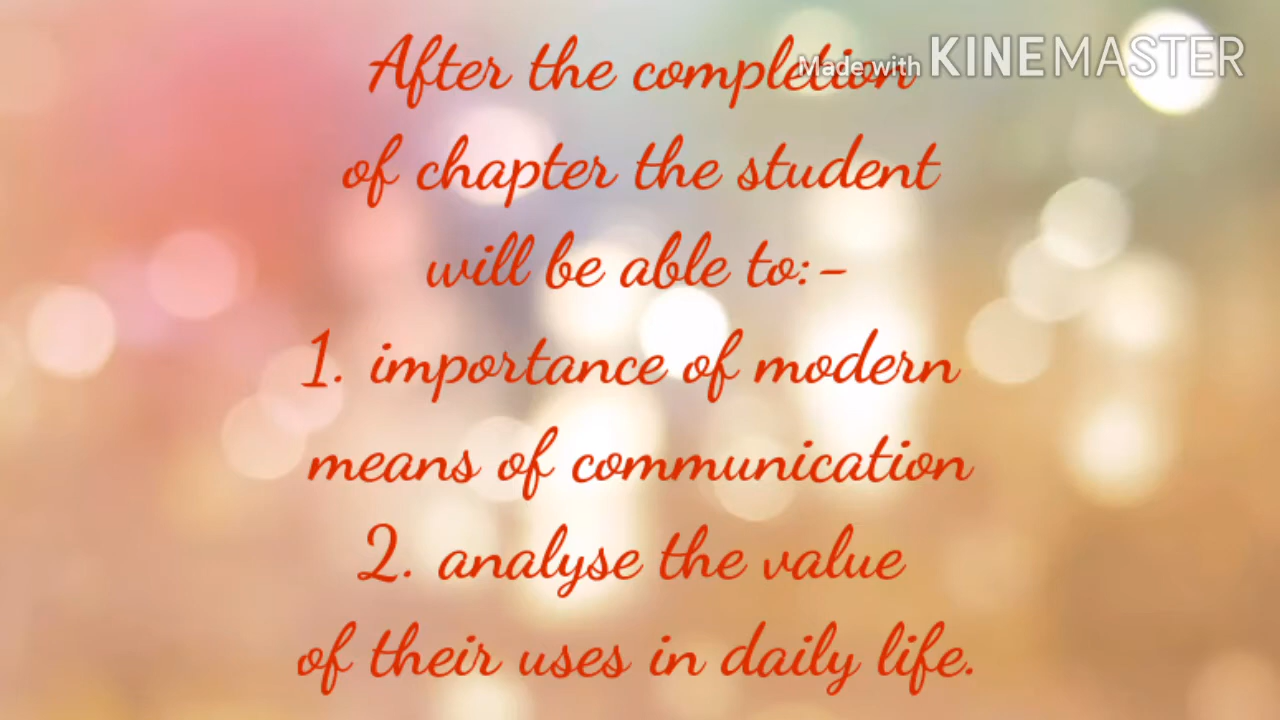 After the completion
Made with KINEMASTER
of chapter the student
will be able to:-
1. importance of modern
means of communication
2. analyse the value
of their uses in daily life.